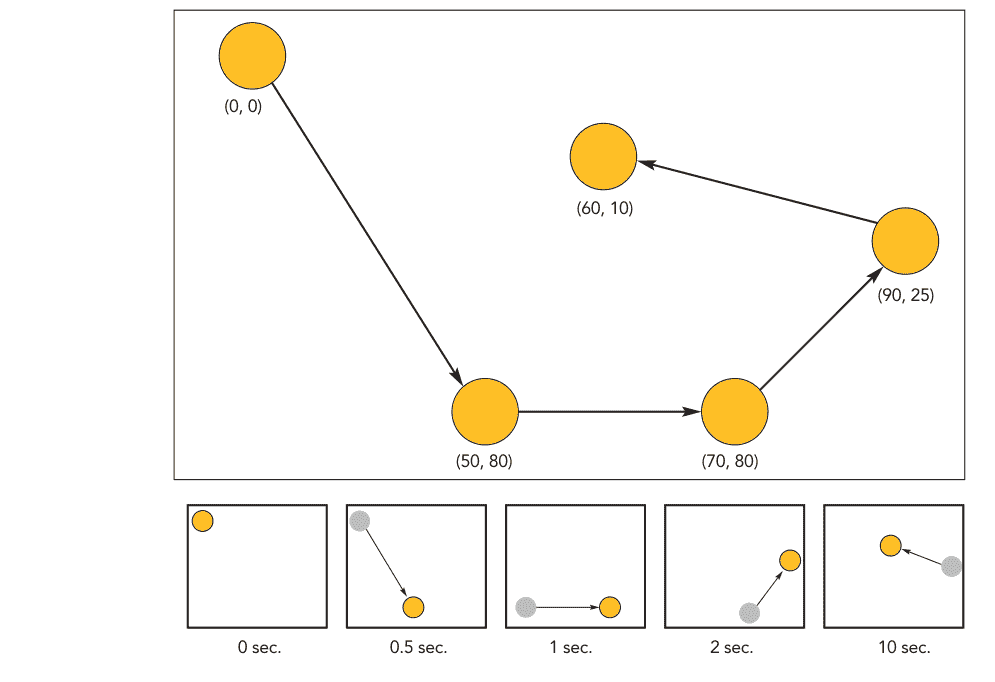 (0, 0)
(60, 10)
(90, 25)
(50, 80)
(70, 80)
0 sec.
0.5 sec.
1 sec.
2 sec.
10 sec.